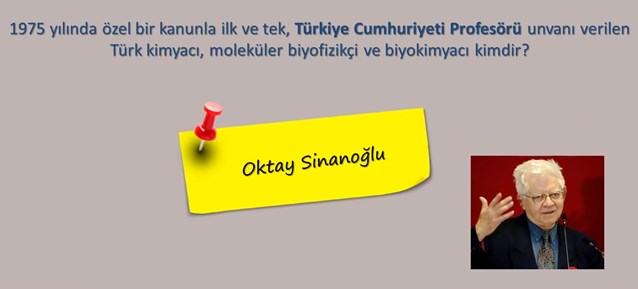 1975 yılında özel bir kanunla ilk ve tek, Türkiye Cumhuriyeti Profesörü unvanı verilen
Türk kimyacı, moleküler biyofizikçi ve biyokimyacı kimdir?
Oktay Sinanoğlu